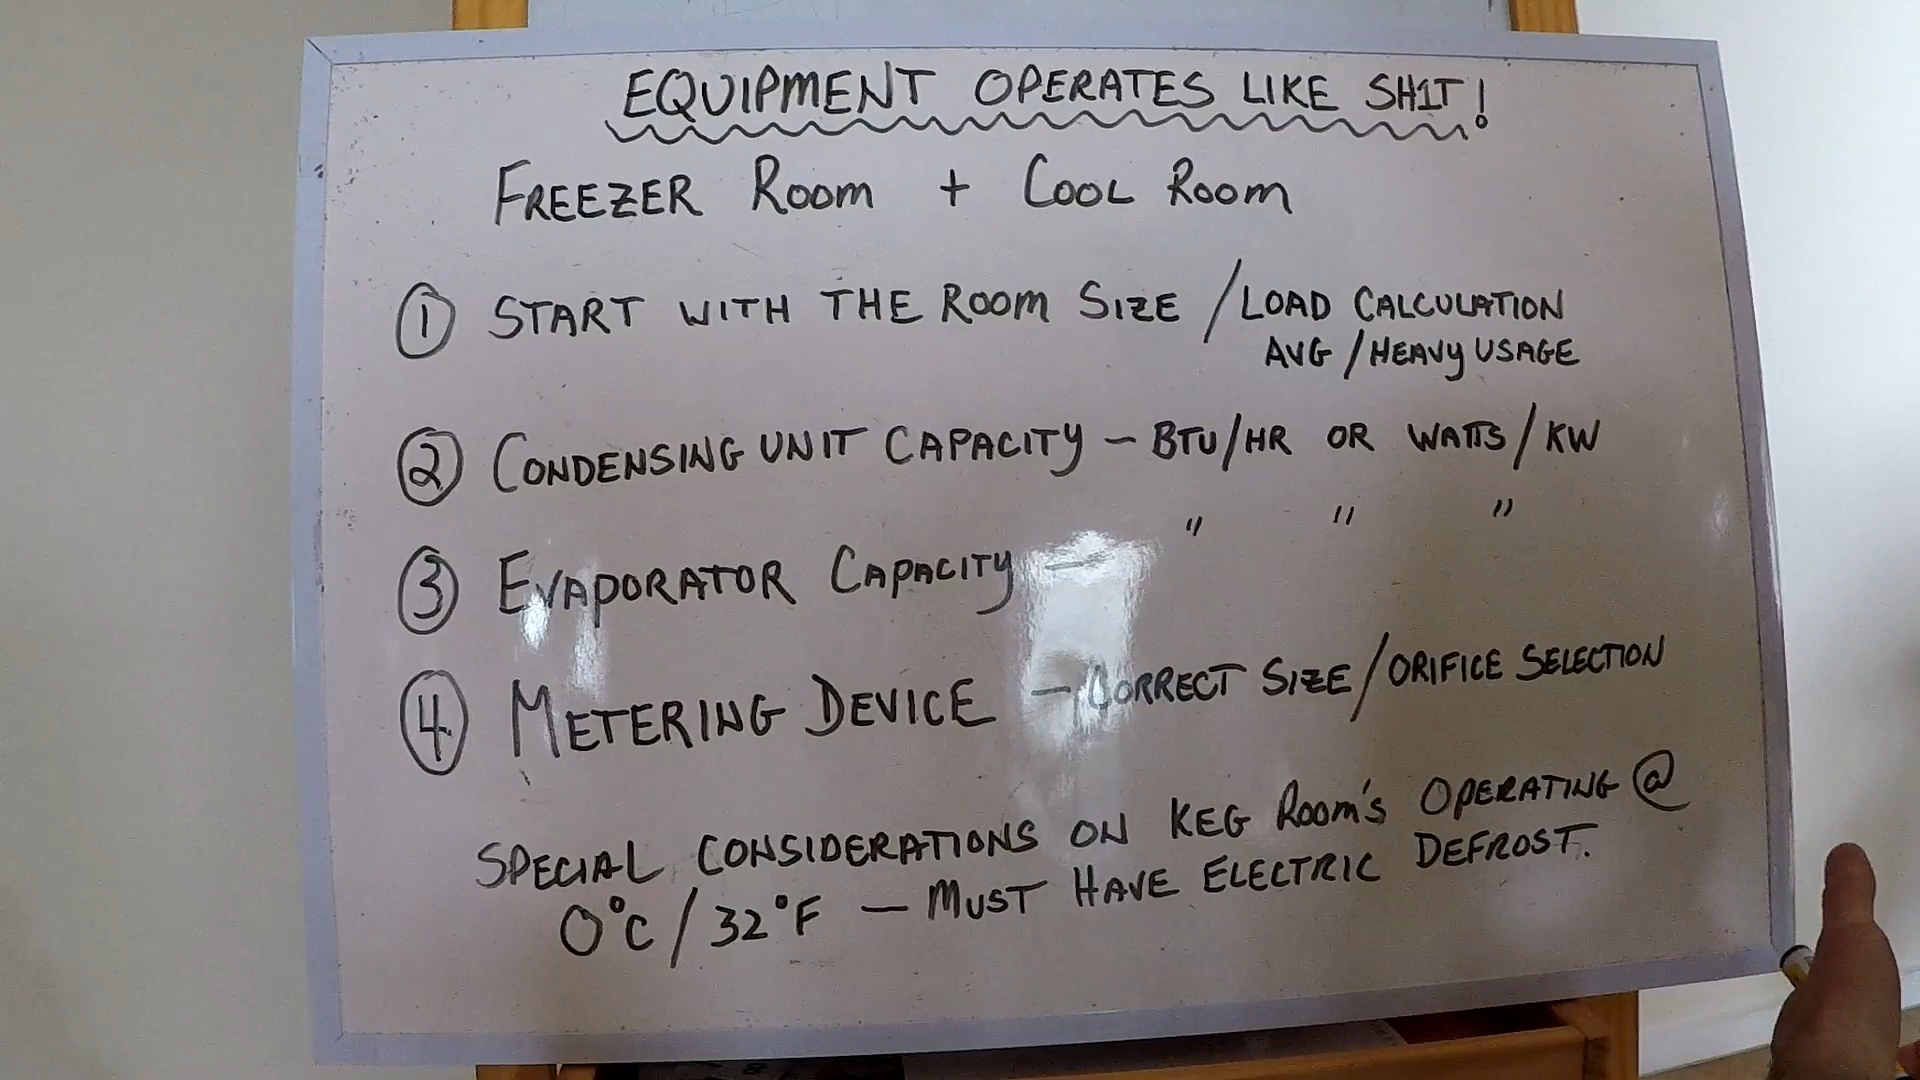 EQUIPMENT OPERATES LIKE SH1T!
FREEZER ROOM + COOL ROOM
① START WITH THE ROOM SIZE / LOAD CALCULATION
AVG / HEAVY USAGE
② CONDENSING UNIT CAPACITY – BTU/HR OR WATTS / KW
③ EVAPORATOR CAPACITY – " " "
④ METERING DEVICE – CORRECT SIZE / ORIFICE SELECTION
SPECIAL CONSIDERATIONS ON KEG ROOM'S OPERATING @
0°C / 32°F – MUST HAVE ELECTRIC DEFROST.